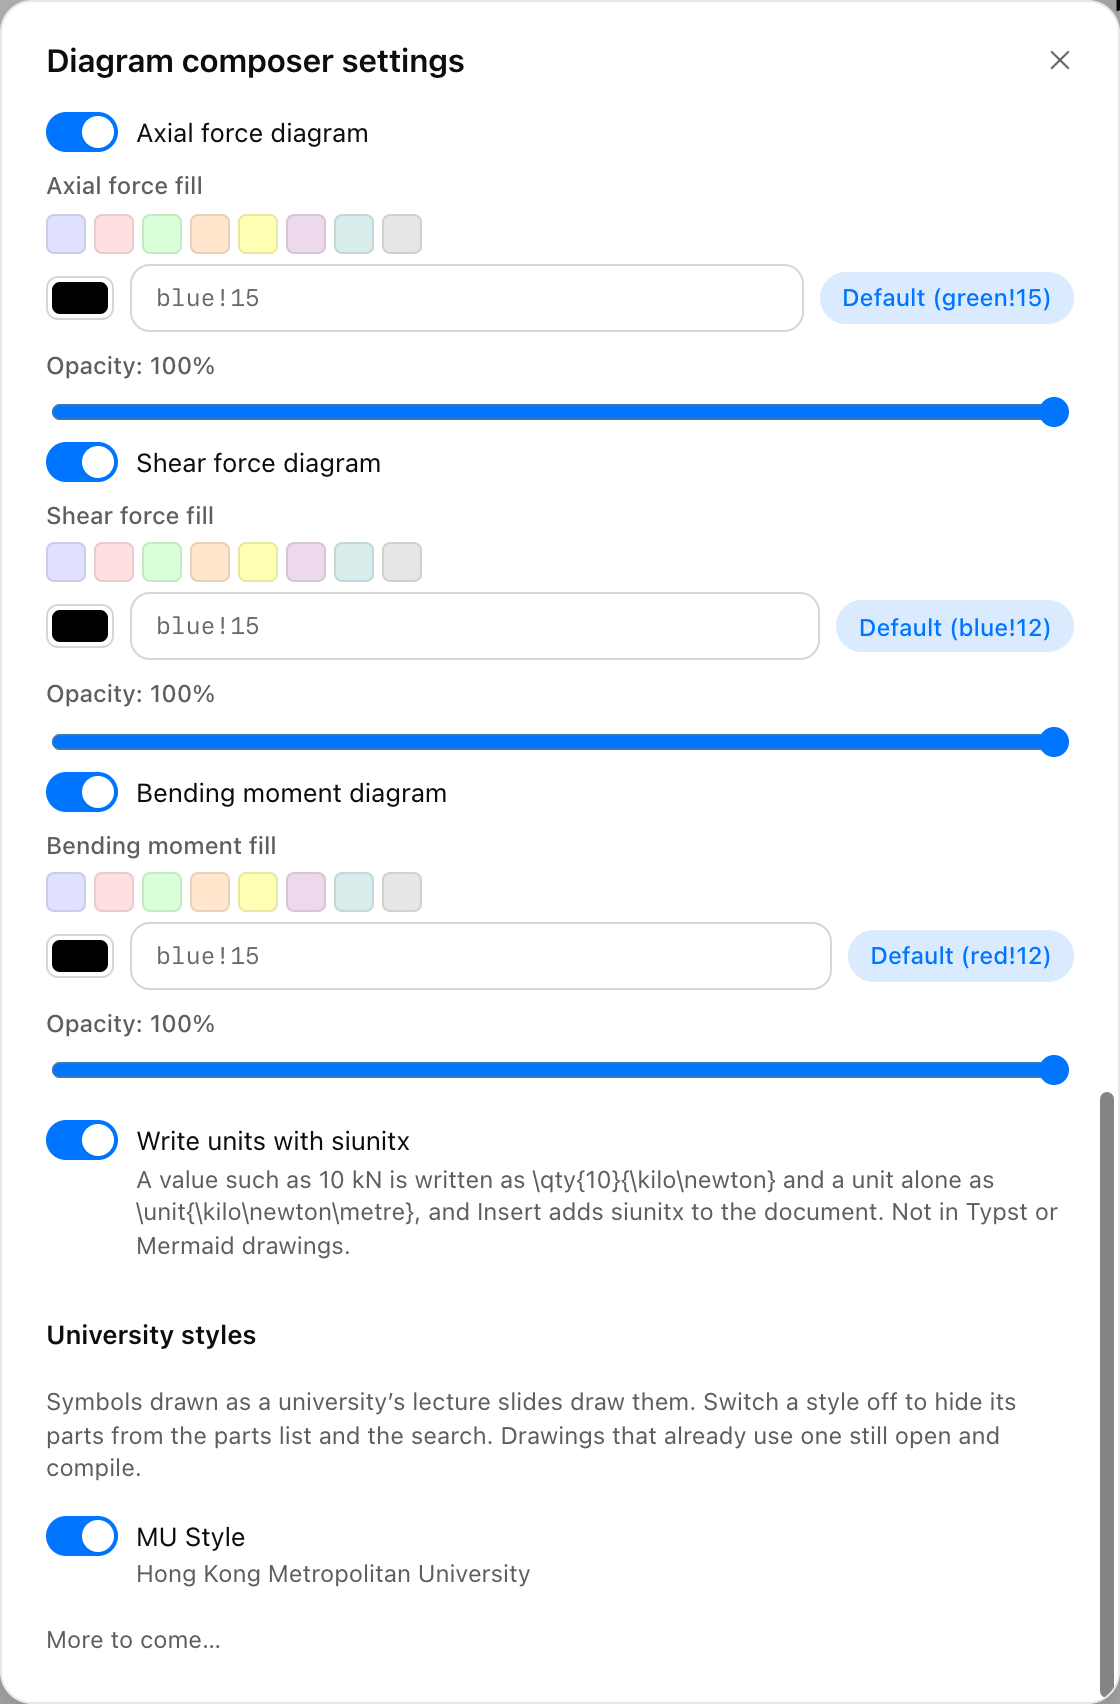 Diagram composer settings
Axial force diagram
Axial force fill
blue!15
Default (green!15)
Opacity: 100%
Shear force diagram
Shear force fill
blue!15
Default (blue!12)
Opacity: 100%
Bending moment diagram
Bending moment fill
blue!15
Default (red!12)
Opacity: 100%
Write units with siunitx
A value such as 10 kN is written as \qty{10}{\kilo\newton} and a unit alone as
\unit{\kilo\newton\metre}, and Insert adds siunitx to the document. Not in Typst or
Mermaid drawings.
University styles
Symbols drawn as a university’s lecture slides draw them. Switch a style off to hide its
parts from the parts list and the search. Drawings that already use one still open and
compile.
MU Style
Hong Kong Metropolitan University
More to come…